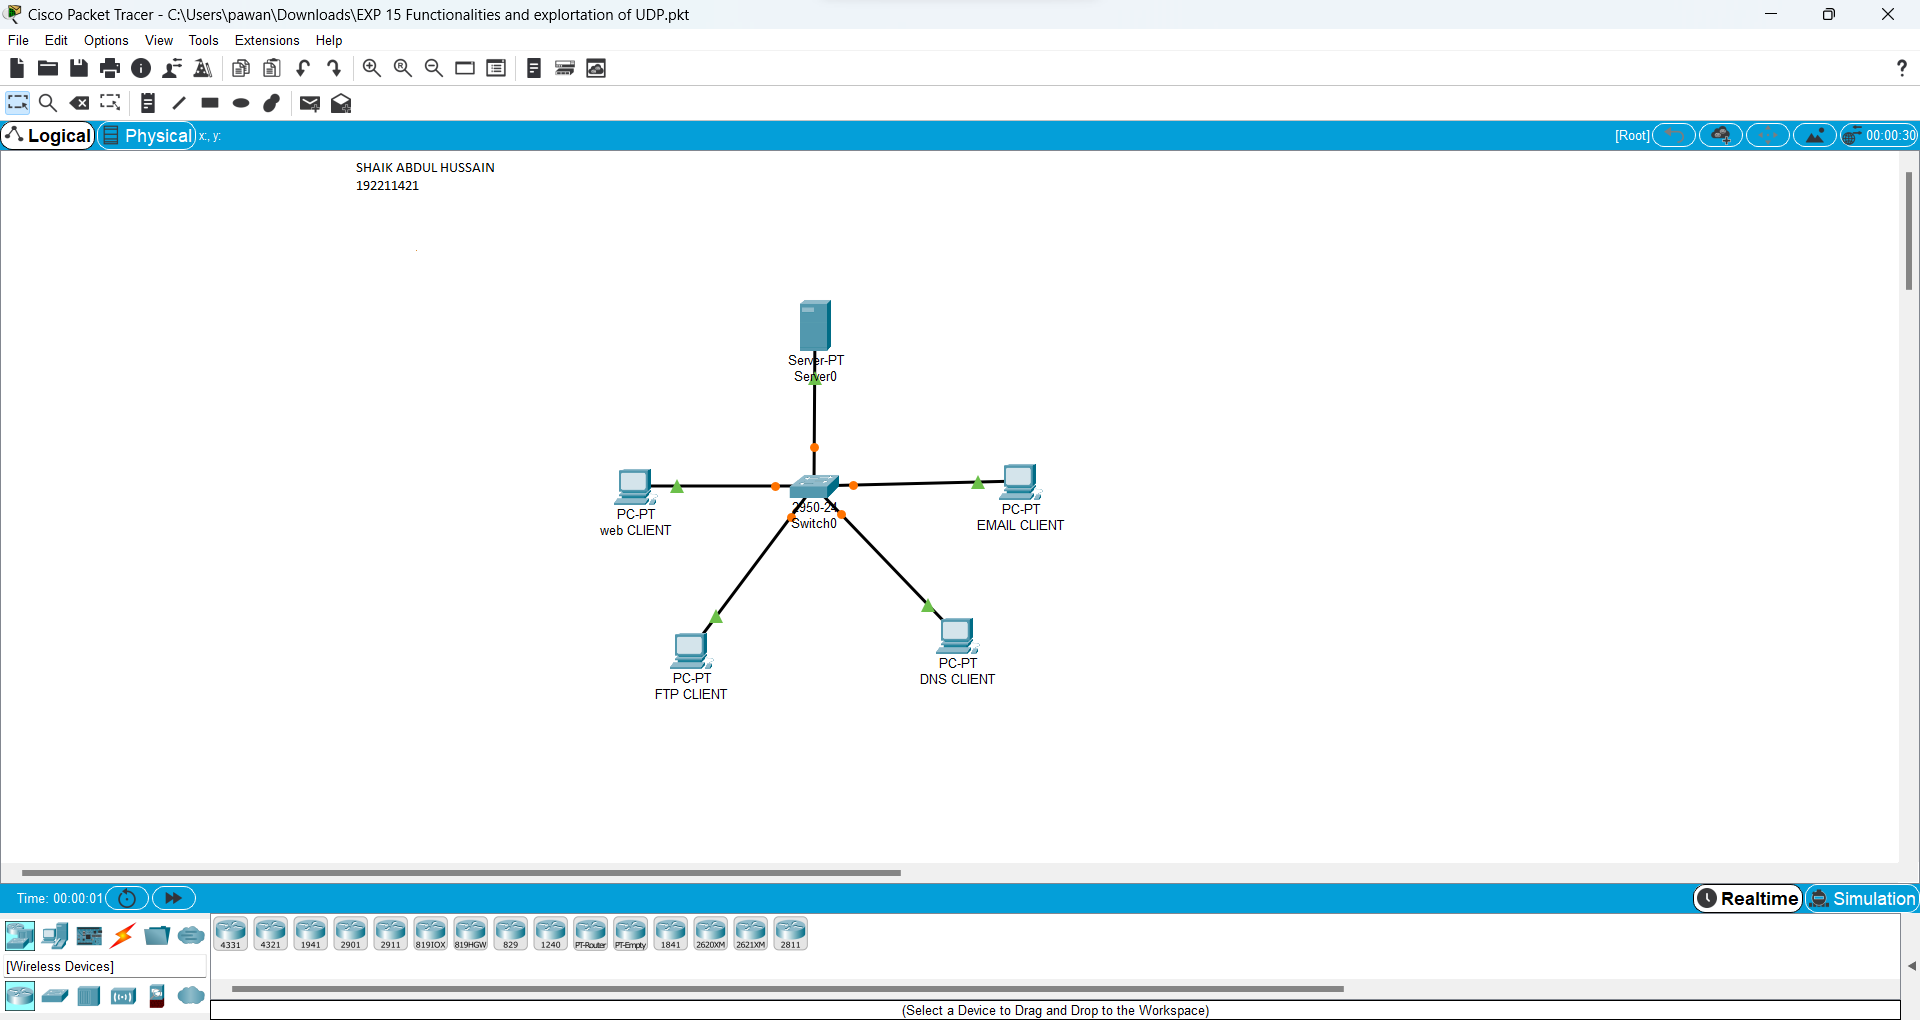 Cisco Packet Tracer - C:\Users\pawan\Downloads\EXP 15 Functionalities and explortation of UDP.pkt
File Edit Options View Tools Extensions Help
?
Logical Physical x:, y: [Root] 00:00:30
SHAIK ABDUL HUSSAIN
192211421
Server-PT
Server0
PC-PT
web CLIENT
2950-24
Switch0
PC-PT
EMAIL CLIENT
PC-PT
FTP CLIENT
PC-PT
DNS CLIENT
Time: 00:00:01 Realtime Simulation
4331 4321 1941 2901 2911 819IOX 819HGW 829 1240 PT-Router PT-Empty 1841 2620XM 2621XM 2811
[Wireless Devices]
(Select a Device to Drag and Drop to the Workspace)